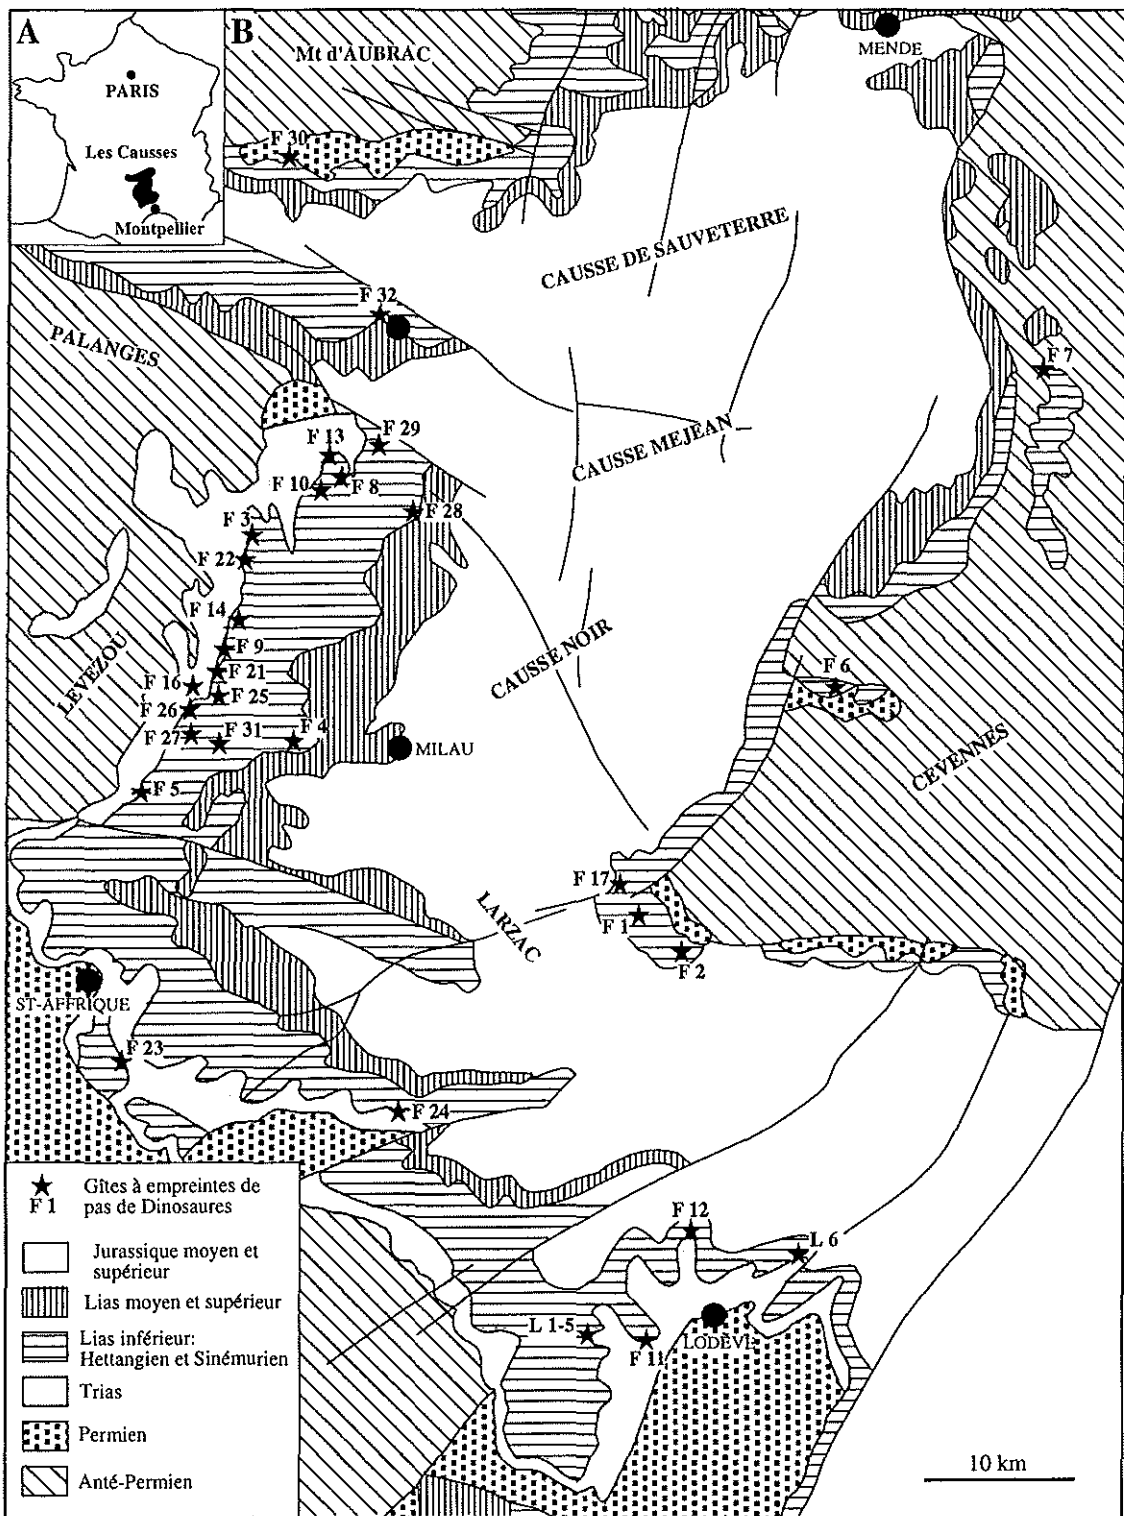 A
B
PARIS
Les Causses
Montpellier
Mt d'AUBRAC
MENDE
F 30
CAUSSE DE SAUVETERRE
F 32
PALANGES
F 7
F 13
F 29
CAUSSE MEJEAN
F 10
F 8
F 3
F 28
F 22
F 14
F 9
CAUSSE NOIR
F 21
F 16
F 6
LEVEZOU
F 25
F 26
F 27
F 31
F 4
MILAU
CEVENNES
F 5
F 17
LARZAC
F 1
F 2
ST-AFFRIQUE
F 23
F 24
F 12
L 6
L 1-5
F 11
LODÈVE
F 1
Gîtes à empreintes de
pas de Dinosaures
Jurassique moyen et
supérieur
Lias moyen et supérieur
Lias inférieur:
Hettangien et Sinémurien
Trias
Permien
Anté-Permien
10 km